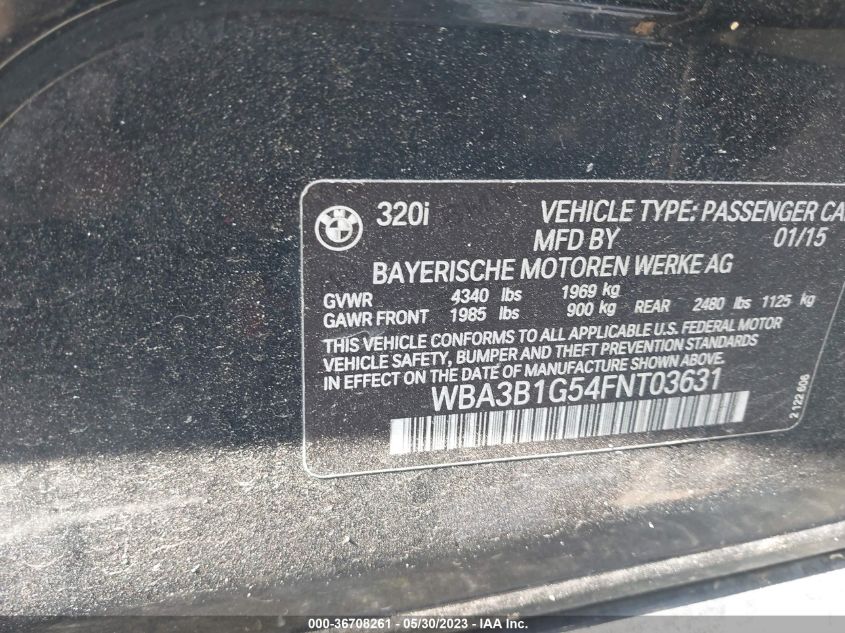 320i VEHICLE TYPE: PASSENGER CA
MFD BY 01/15
BAYERISCHE MOTOREN WERKE AG
GVWR 4340 lbs 1969 kg
GAWR FRONT 1985 lbs 900 kg REAR 2480 lbs 1125 kg
THIS VEHICLE CONFORMS TO ALL APPLICABLE U.S. FEDERAL MOTOR
VEHICLE SAFETY, BUMPER AND THEFT PREVENTION STANDARDS
IN EFFECT ON THE DATE OF MANUFACTURE SHOWN ABOVE.
WBA3B1G54FNT03631
2 122 608
000-36708261 - 05/30/2023 - IAA Inc.